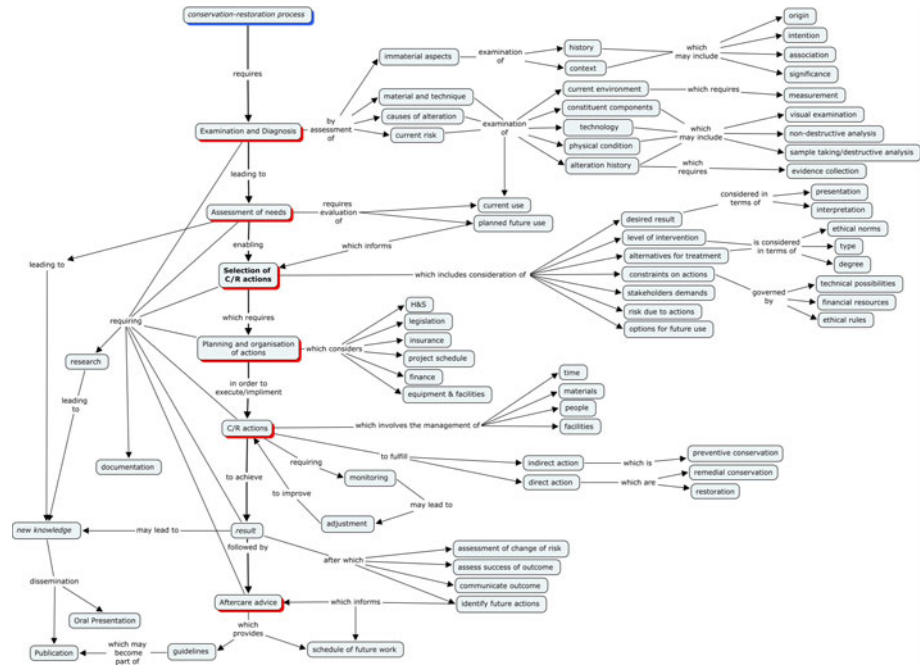 conservation-restoration process
requires
Examination and Diagnosis
by
assessment
of
immaterial aspects
examination
of
history
context
which
may include
origin
intention
association
significance
material and technique
causes of alteration
current risk
examination
of
current environment
which requires
measurement
constituent components
technology
physical condition
alteration history
which
may include
visual examination
non-destructive analysis
sample taking/destructive analysis
which
requires
evidence collection
leading to
Assessment of needs
requires
evaluation
of
current use
planned future use
enabling
which informs
leading to
Selection of
C/R actions
which includes consideration of
desired result
considered in
terms of
presentation
interpretation
level of intervention
alternatives for treatment
is considered
in terms of
ethical norms
type
degree
constraints on actions
governed
by
technical possibilities
financial resources
ethical rules
stakeholders demands
risk due to actions
options for future use
requiring
which requires
Planning and organisation
of actions
which considers
H&S
legislation
insurance
project schedule
finance
equipment & facilities
research
leading
to
in order to
execute/impliment
C/R actions
which involves the management of
time
materials
people
facilities
to fulfill
indirect action
which is
preventive conservation
direct action
which are
remedial conservation
restoration
documentation
to achieve
requiring
monitoring
may lead to
adjustment
to improve
new knowledge
may lead to
result
followed by
after which
assessment of change of risk
assess success of outcome
communicate outcome
identify future actions
dissemination
Aftercare advice
which informs
Oral Presentation
which
provides
Publication
which may
become
part of
guidelines
schedule of future work